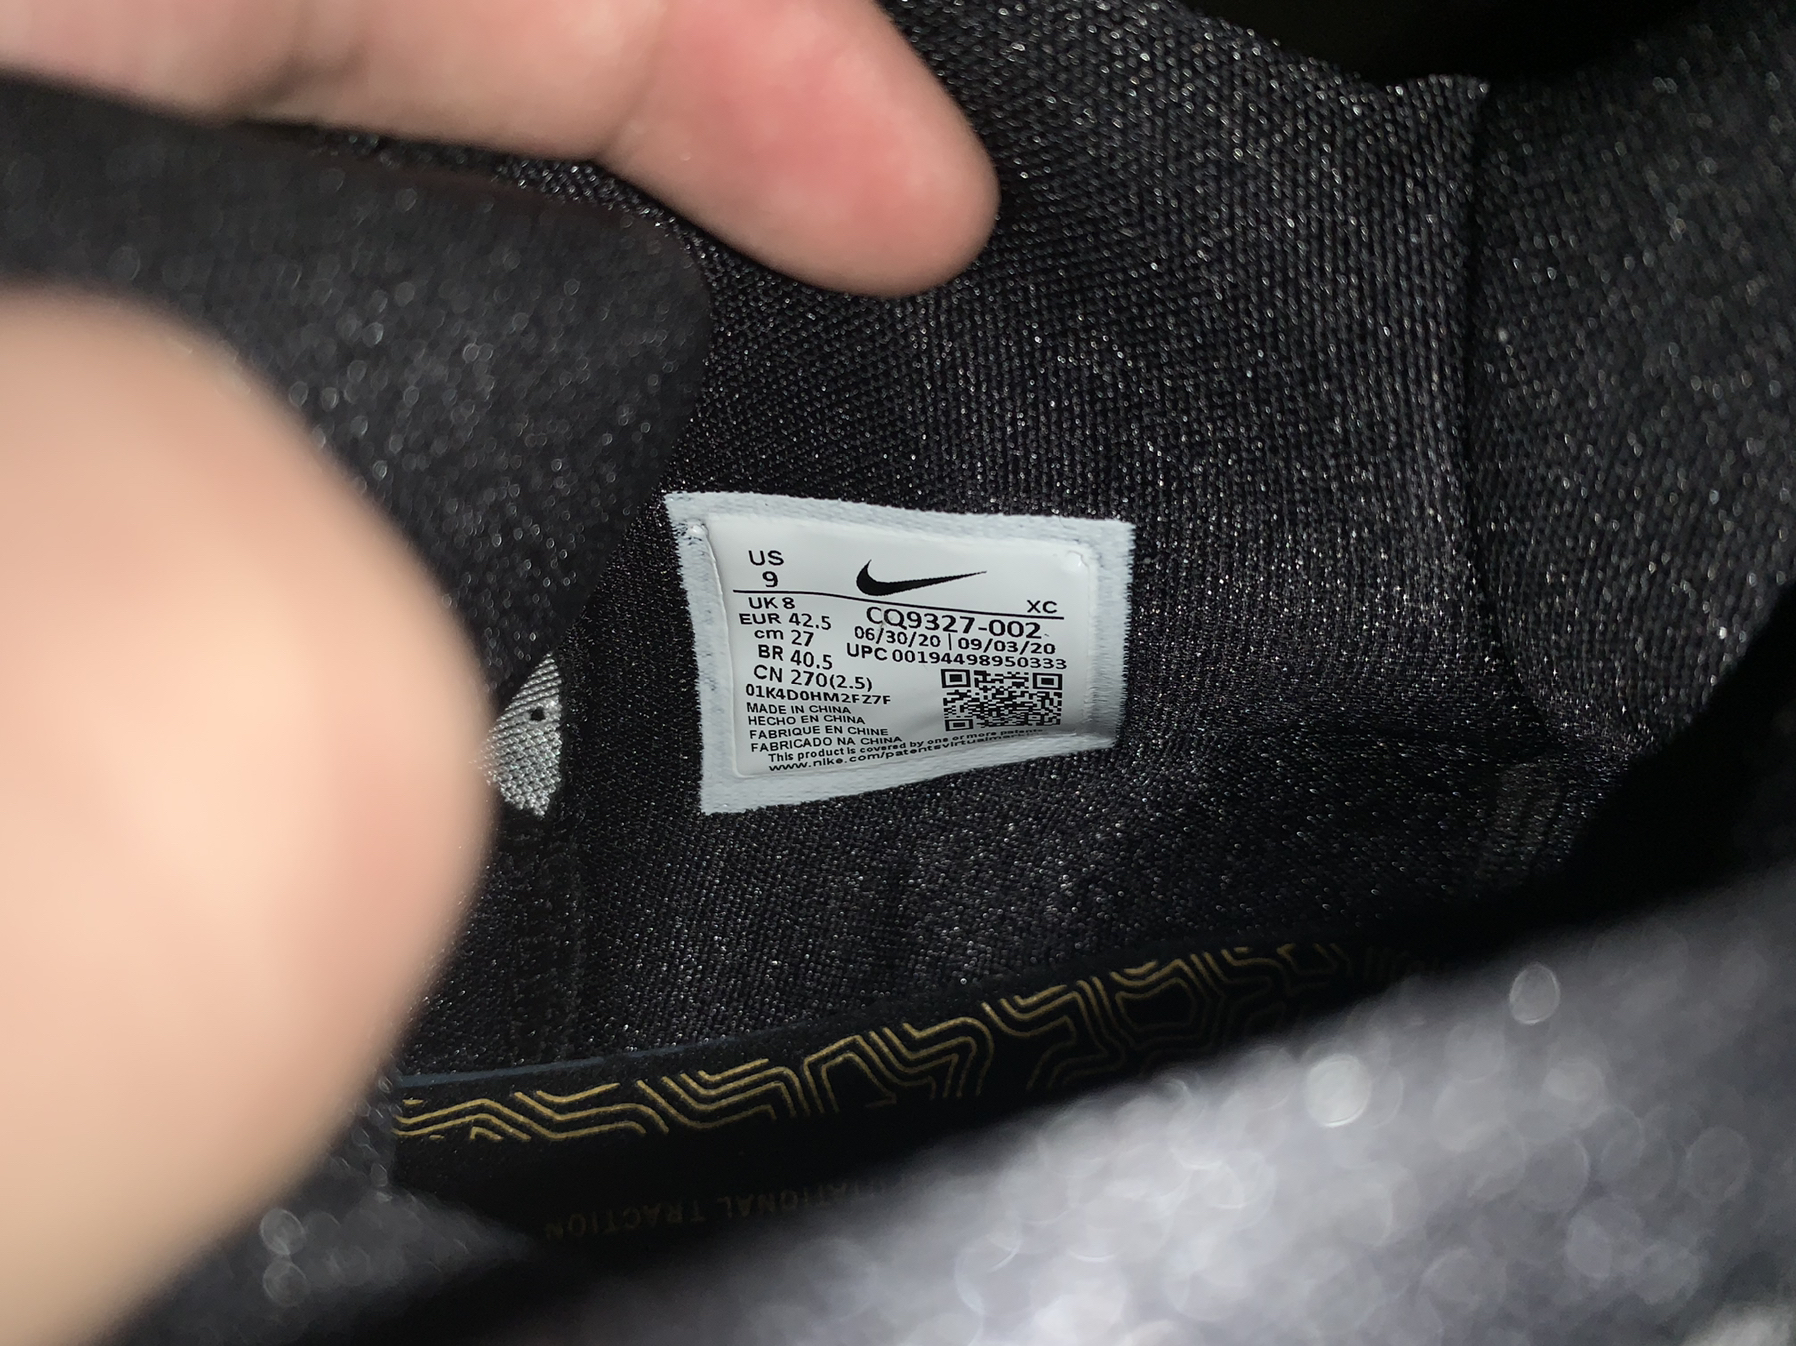 US
9
XC
UK 8
EUR 42.5
cm 27
BR 40.5
CN 270(2.5)
CQ9327-002
06/30/20 | 09/03/20
UPC 00194498950333
01K4D0HM2FZ7F
MADE IN CHINA
HECHO EN CHINA
FABRIQUE EN CHINE
FABRICADO NA CHINA
This product is covered by one or more patents.
www.nike.com/patents
TRACTION